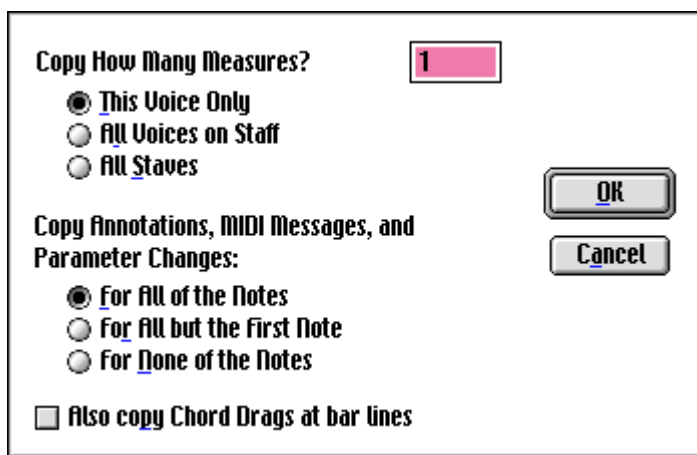 Copy How Many Measures? 1
This Voice Only
All Voices on Staff
All Staves
OK
Copy Annotations, MIDI Messages, and
Parameter Changes:
Cancel
For All of the Notes
For All but the First Note
For None of the Notes
Also copy Chord Drags at bar lines